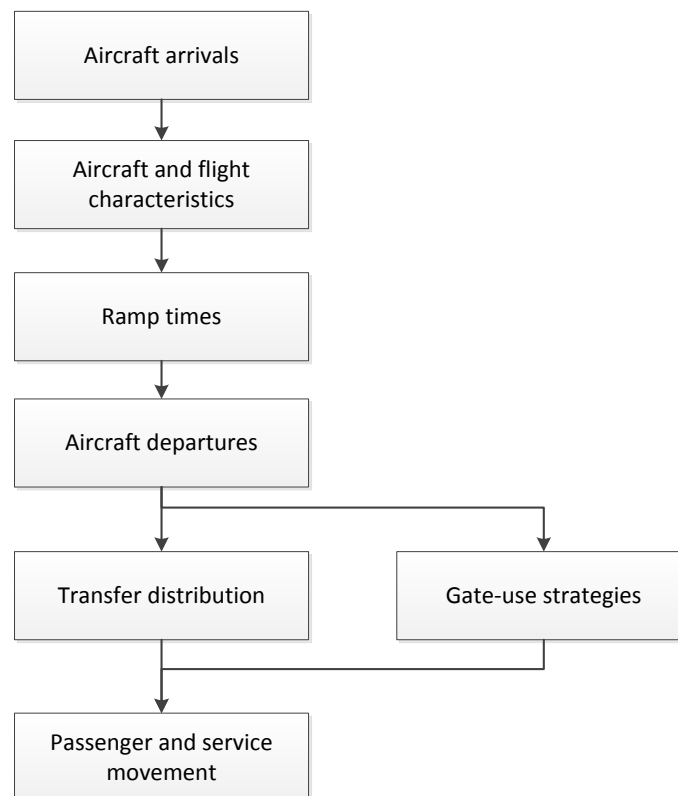 Aircraft arrivals
Aircraft and flight
characteristics
Ramp times
Aircraft departures
Transfer distribution
Gate-use strategies
Passenger and service
movement